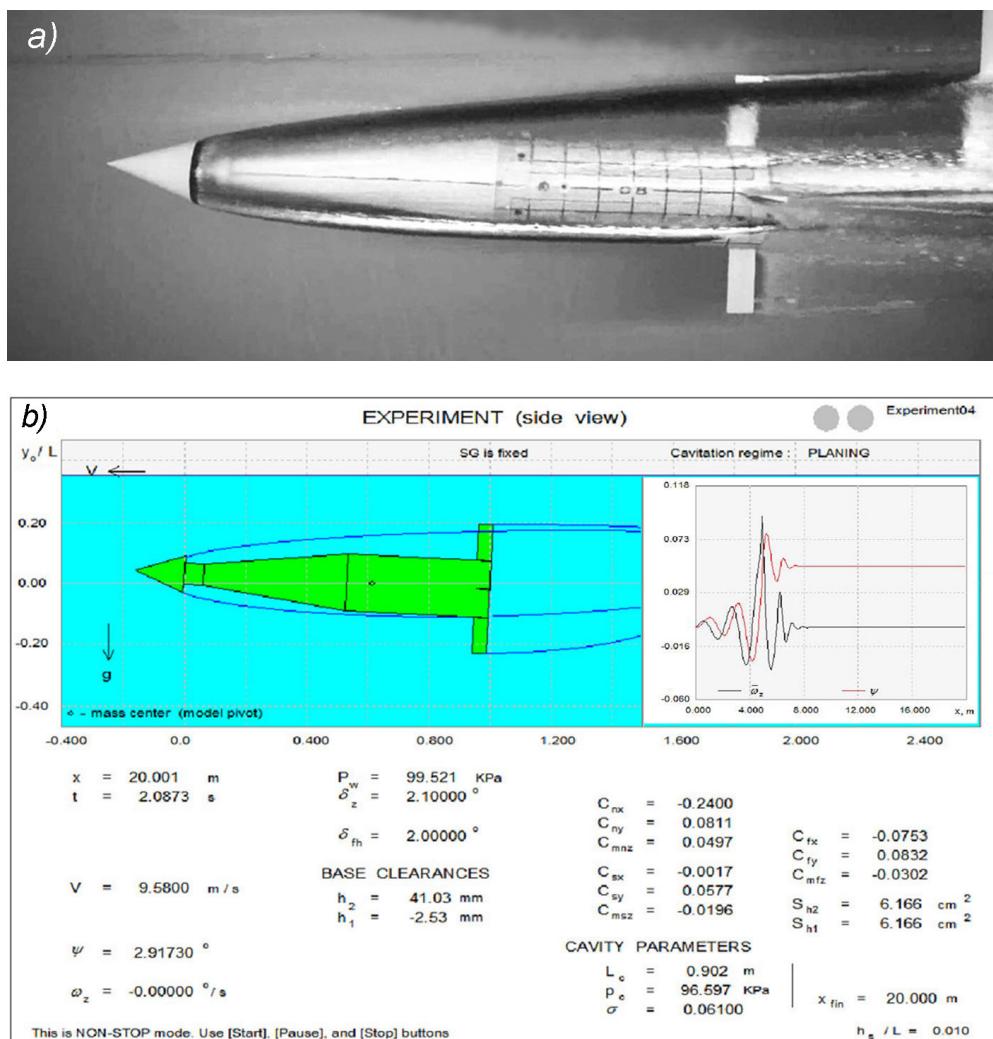 a)
08
b)
EXPERIMENT (side view)
Experiment04
y₀ / L
V
SG is fixed
Cavitation regime : PLANING
0.20
0.00
-0.20
-0.40
g
- mass center (model pivot)
0.118
0.073
0.029
-0.016
-0.060
ω̄z
ψ
0.000 4.000 8.000 12.000 16.000 x, m
-0.400 0.0 0.400 0.800 1.200 1.600 2.000 2.400
x = 20.001 m
t = 2.0873 s
V = 9.5800 m/s
ψ = 2.91730 °
ωz = -0.00000 °/s
Pw = 99.521 KPa
δz = 2.10000 °
δfh = 2.00000 °
BASE CLEARANCES
h2 = 41.03 mm
h1 = -2.53 mm
Cnx = -0.2400
Cny = 0.0811
Cmnz = 0.0497
Csx = -0.0017
Csy = 0.0577
Cmsz = -0.0196
Cfx = -0.0753
Cfy = 0.0832
Cmfz = -0.0302
Sh2 = 6.166 cm²
Sh1 = 6.166 cm²
CAVITY PARAMETERS
Lc = 0.902 m
pc = 96.597 KPa
σ = 0.06100
xfin = 20.000 m
hs / L = 0.010
This is NON-STOP mode. Use [Start], [Pause], and [Stop] buttons